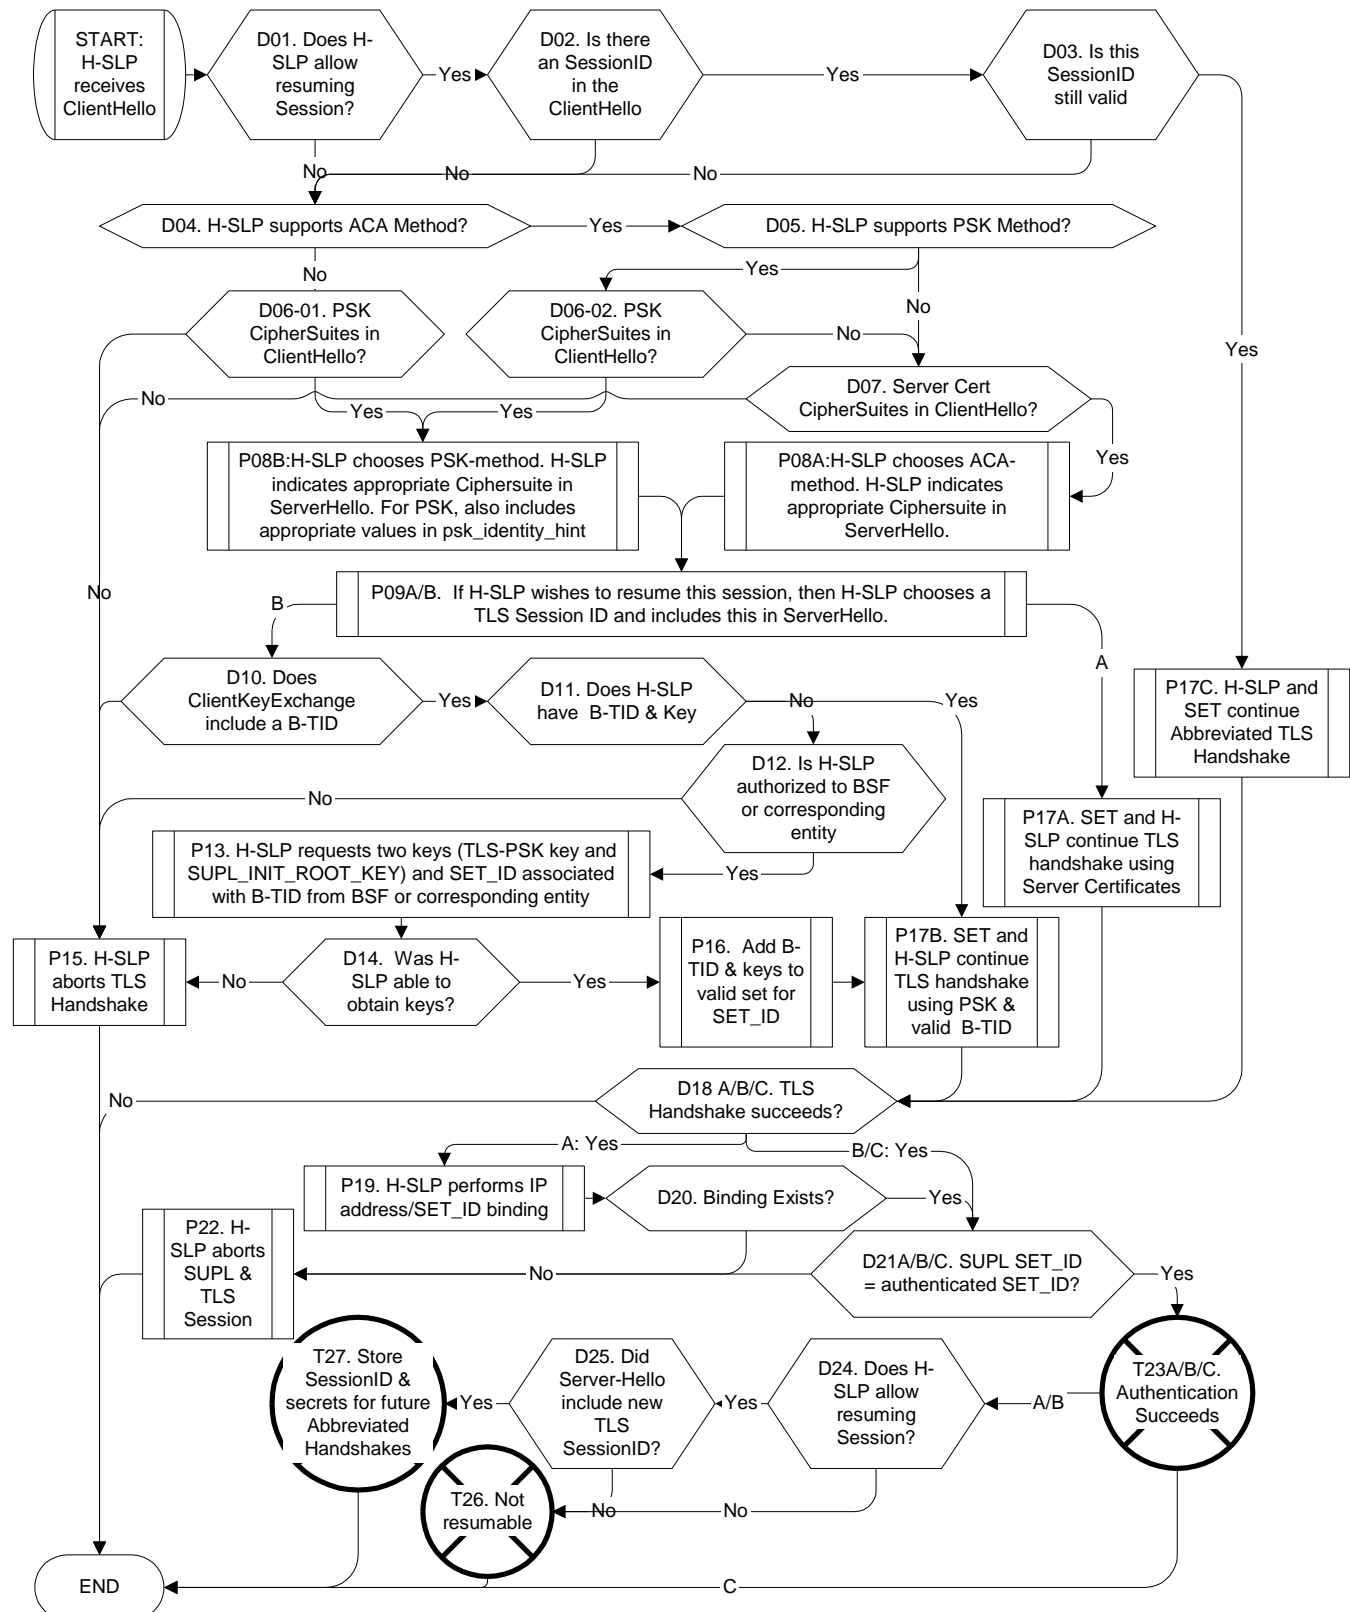 START:
H-SLP
receives
ClientHello
D01. Does H-
SLP allow
resuming
Session?
Yes
D02. Is there
an SessionID
in the
ClientHello
Yes
D03. Is this
SessionID
still valid
No
No
No
D04. H-SLP supports ACA Method?
Yes
D05. H-SLP supports PSK Method?
No
Yes
No
Yes
D06-01. PSK
CipherSuites in
ClientHello?
D06-02. PSK
CipherSuites in
ClientHello?
No
D07. Server Cert
CipherSuites in ClientHello?
No
Yes
Yes
Yes
P08B:H-SLP chooses PSK-method. H-SLP
indicates appropriate Ciphersuite in
ServerHello. For PSK, also includes
appropriate values in psk_identity_hint
P08A:H-SLP chooses ACA-
method. H-SLP indicates
appropriate Ciphersuite in
ServerHello.
No
P09A/B.  If H-SLP wishes to resume this session, then H-SLP chooses a
TLS Session ID and includes this in ServerHello.
B
A
D10. Does
ClientKeyExchange
include a B-TID
Yes
D11. Does H-SLP
have  B-TID & Key
No
Yes
P17C. H-SLP and
SET continue
Abbreviated TLS
Handshake
D12. Is H-SLP
authorized to BSF
or corresponding
entity
No
Yes
P17A. SET and H-
SLP continue TLS
handshake using
Server Certificates
P13. H-SLP requests two keys (TLS-PSK key and
SUPL_INIT_ROOT_KEY) and SET_ID associated
with B-TID from BSF or corresponding entity
P15. H-SLP
aborts TLS
Handshake
No
D14.  Was H-
SLP able to
obtain keys?
Yes
P16.  Add B-
TID & keys to
valid set for
SET_ID
P17B. SET and
H-SLP continue
TLS handshake
using PSK &
valid  B-TID
No
D18 A/B/C. TLS
Handshake succeeds?
A: Yes
B/C: Yes
P19. H-SLP performs IP
address/SET_ID binding
D20. Binding Exists?
Yes
P22. H-
SLP aborts
SUPL &
TLS
Session
No
D21A/B/C. SUPL SET_ID
= authenticated SET_ID?
Yes
T27. Store
SessionID &
secrets for future
Abbreviated
Handshakes
Yes
D25. Did
Server-Hello
include new
TLS
SessionID?
Yes
D24. Does H-
SLP allow
resuming
Session?
A/B
T23A/B/C.
Authentication
Succeeds
T26. Not
resumable
No
No
END
C